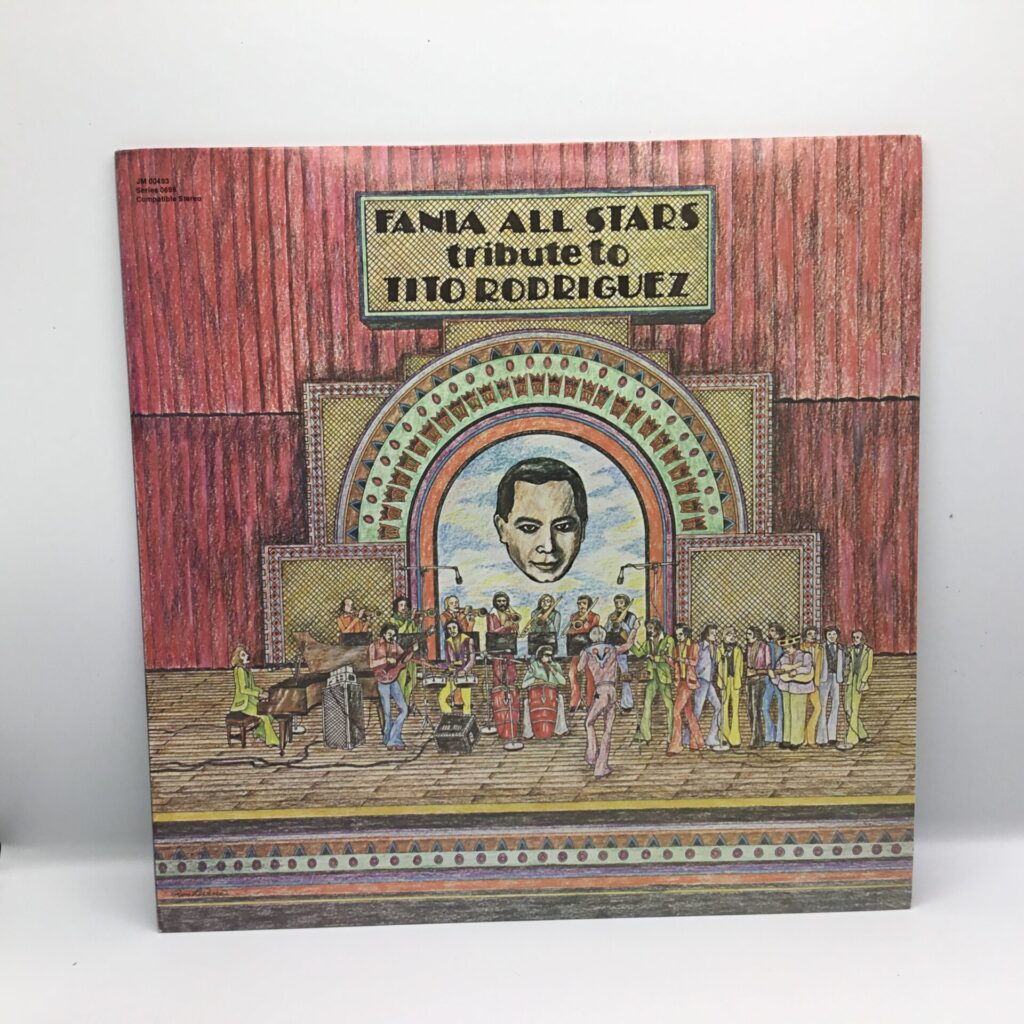 JM 00493
Series 0698
Compatible Stereo
FANIA ALL STARS
tribute to
TITO RODRIGUEZ